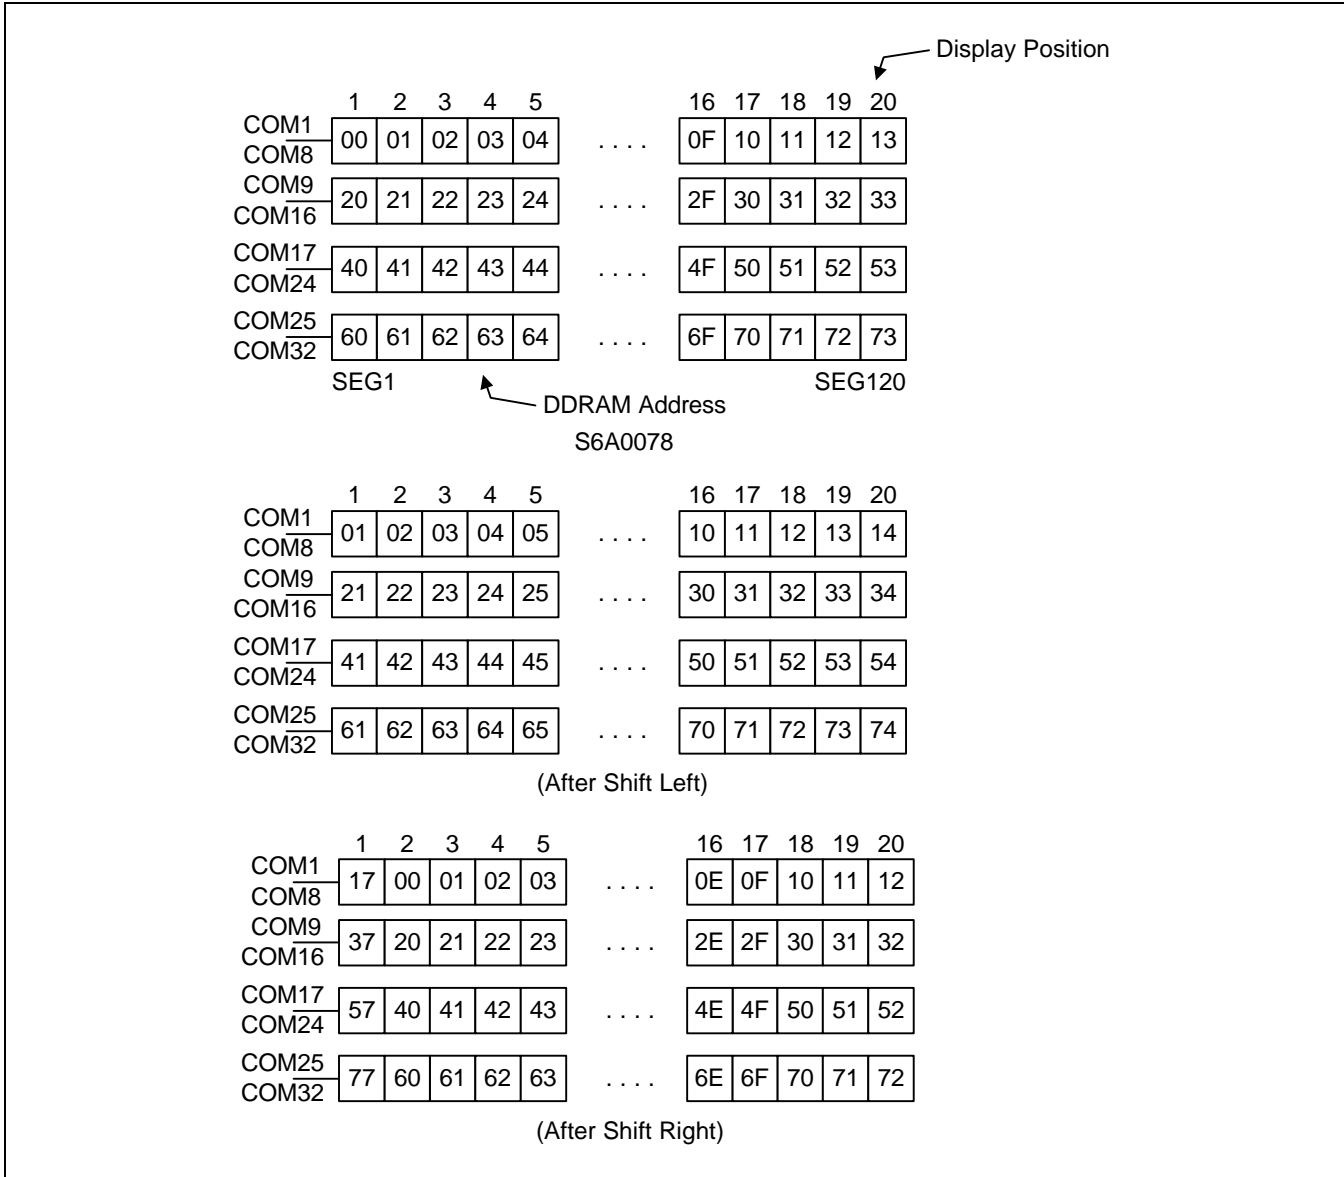 Display Position
1 2 3 4 5 16 17 18 19 20
COM1
COM8
00 01 02 03 04 . . . . 0F 10 11 12 13
COM9
COM16
20 21 22 23 24 . . . . 2F 30 31 32 33
COM17
COM24
40 41 42 43 44 . . . . 4F 50 51 52 53
COM25
COM32
60 61 62 63 64 . . . . 6F 70 71 72 73
SEG1 SEG120
DDRAM Address
S6A0078
1 2 3 4 5 16 17 18 19 20
COM1
COM8
01 02 03 04 05 . . . . 10 11 12 13 14
COM9
COM16
21 22 23 24 25 . . . . 30 31 32 33 34
COM17
COM24
41 42 43 44 45 . . . . 50 51 52 53 54
COM25
COM32
61 62 63 64 65 . . . . 70 71 72 73 74
(After Shift Left)
1 2 3 4 5 16 17 18 19 20
COM1
COM8
17 00 01 02 03 . . . . 0E 0F 10 11 12
COM9
COM16
37 20 21 22 23 . . . . 2E 2F 30 31 32
COM17
COM24
57 40 41 42 43 . . . . 4E 4F 50 51 52
COM25
COM32
77 60 61 62 63 . . . . 6E 6F 70 71 72
(After Shift Right)